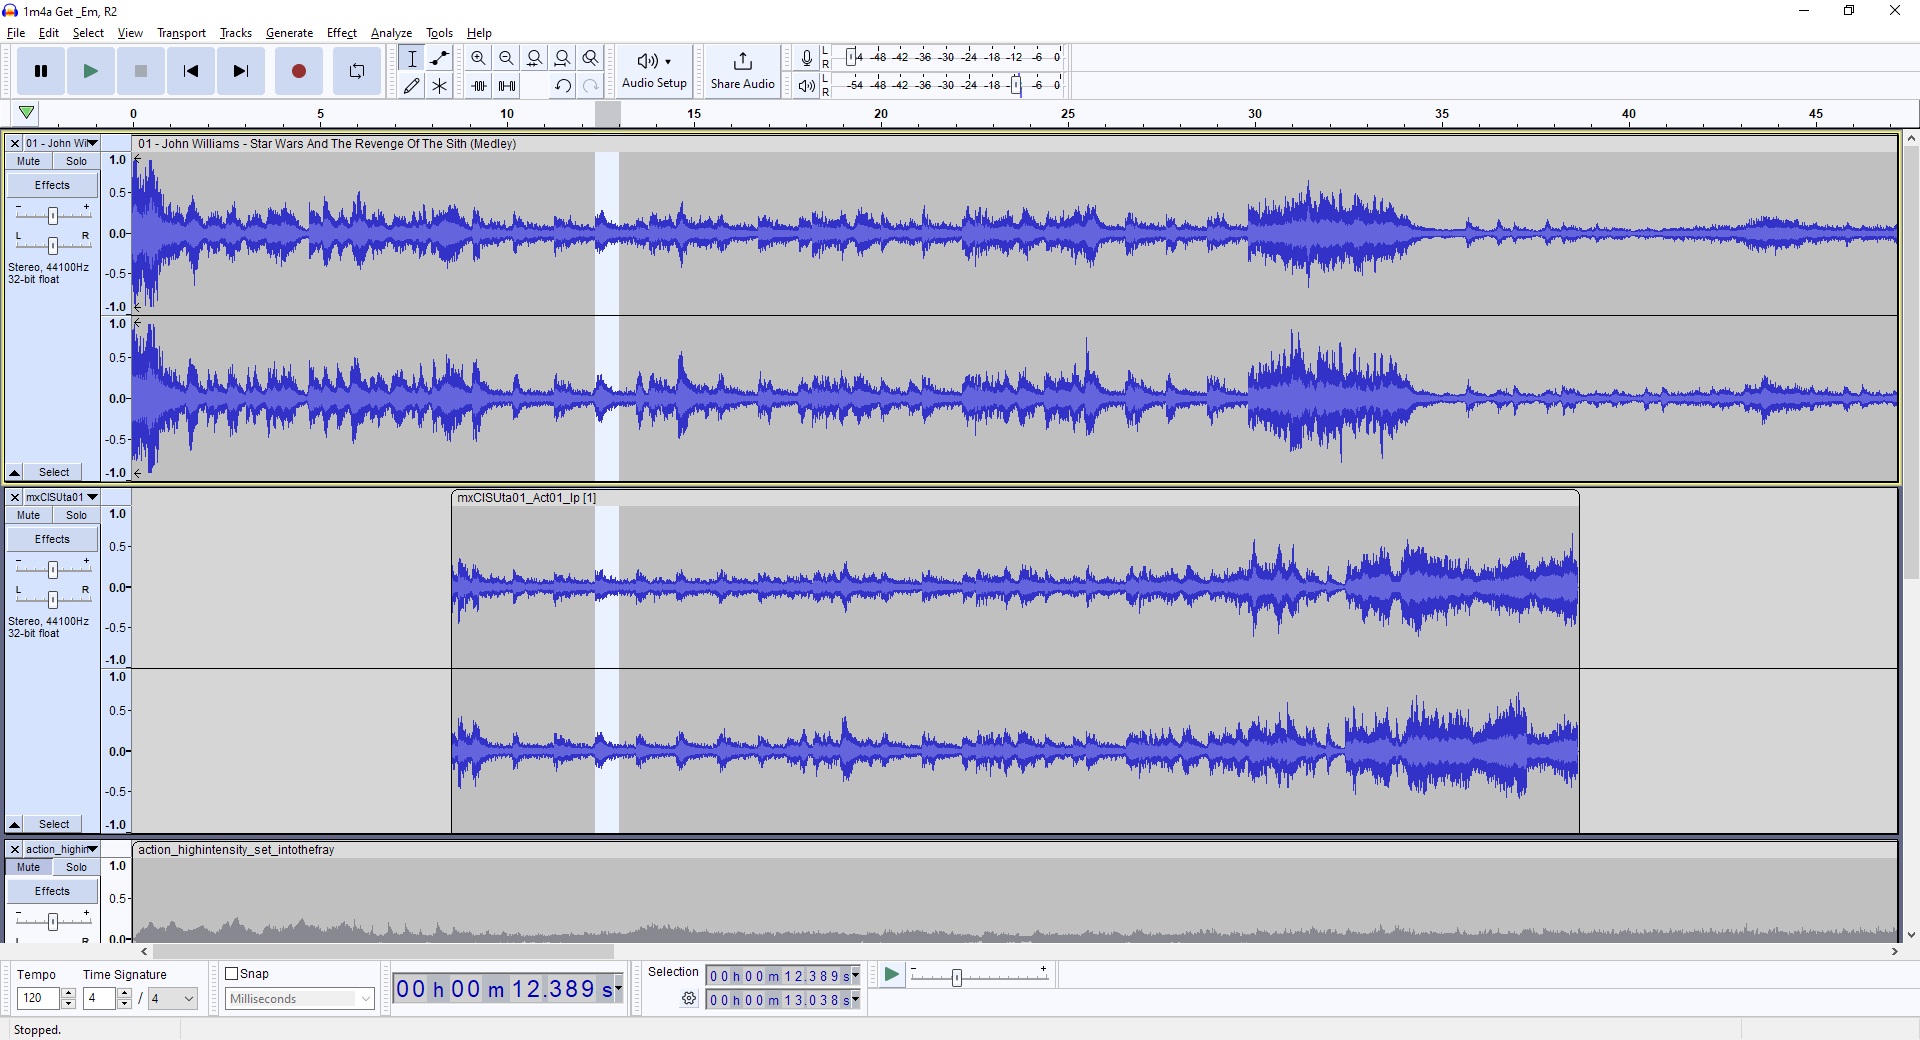 1m4a Get _Em, R2
File Edit Select View Transport Tracks Generate Effect Analyze Tools Help
Audio Setup
Share Audio
L
R
4 -48 -42 -36 -30 -24 -18 -12 -6 0
L
R
-54 -48 -42 -36 -30 -24 -18 - -6 0
0 5 10 15 20 25 30 35 40 45
01 - John Wil
Mute Solo
Effects
- +
L R
Stereo, 44100Hz
32-bit float
Select
01 - John Williams - Star Wars And The Revenge Of The Sith (Medley)
1.0
0.5
0.0
-0.5
-1.0
1.0
0.5
0.0
-0.5
-1.0
mxCISUta01
Mute Solo
Effects
- +
L R
Stereo, 44100Hz
32-bit float
Select
1.0
0.5
0.0
-0.5
-1.0
1.0
0.5
0.0
-0.5
-1.0
action_highin
Mute Solo
Effects
- +
L R
action_highintensity_set_intothefray
1.0
0.5
0.0
Tempo
120
Time Signature
4 / 4
Snap
Milliseconds
00 h 00 m 12.389 s
Selection
00 h 00 m 12.389 s
00 h 00 m 13.038 s
- +
Stopped.